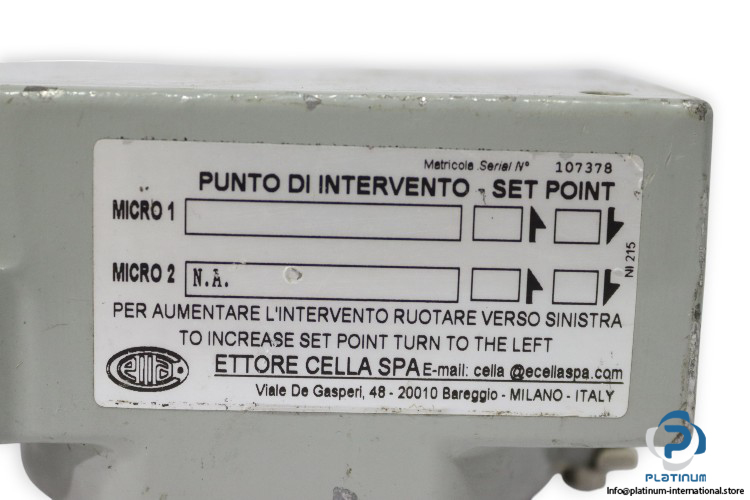 Matricola Serial N° 107378
PUNTO DI INTERVENTO - SET POINT
MICRO 1
MICRO 2 N.A.
NI 215
PER AUMENTARE L'INTERVENTO RUOTARE VERSO SINISTRA
TO INCREASE SET POINT TURN TO THE LEFT
ella
ETTORE CELLA SPA E-mail: cella @ecellaspa.com
Viale De Gasperi, 48 - 20010 Bareggio - MILANO - ITALY
PLATINUM
Info@platinum-international.store